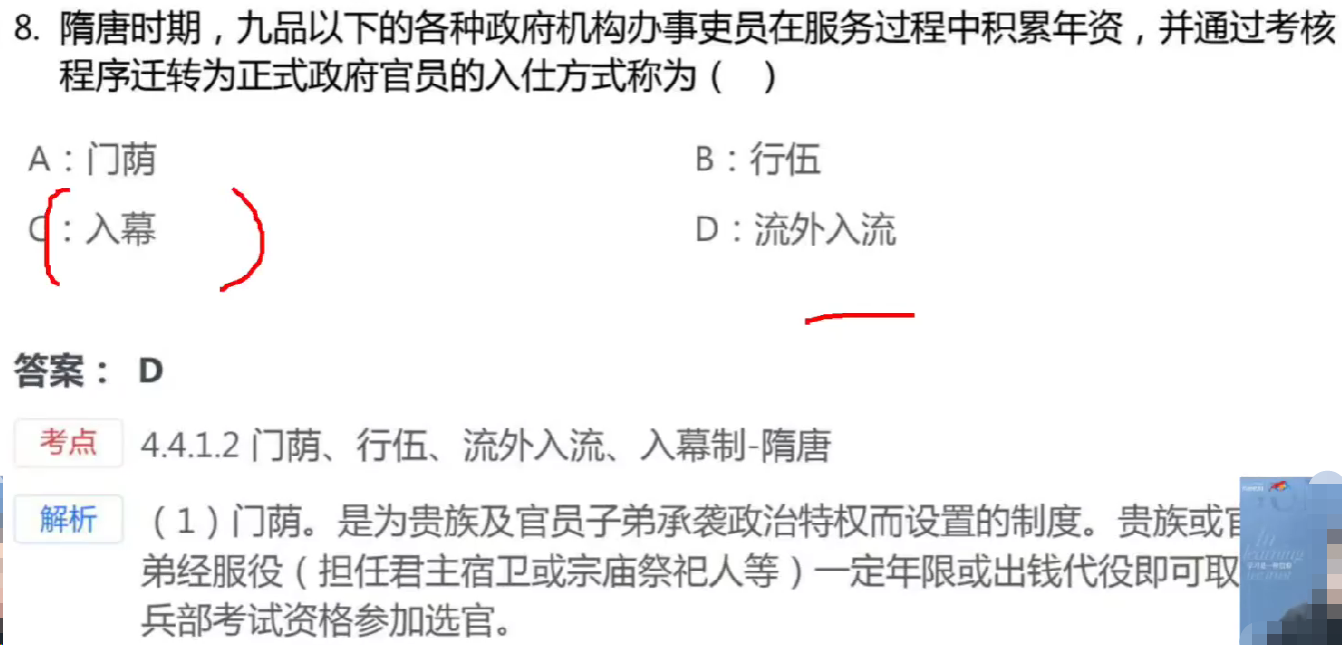 8. 隋唐时期，九品以下的各种政府机构办事吏员在服务过程中积累年资，并通过考核
程序迁转为正式政府官员的入仕方式称为（ ）
A：门荫
B：行伍
C：入幕
D：流外入流
答案： D
考点 4.4.1.2 门荫、行伍、流外入流、入幕制-隋唐
解析 （1）门荫。是为贵族及官员子弟承袭政治特权而设置的制度。贵族或官
弟经服役（担任君主宿卫或宗庙祭祀人等）一定年限或出钱代役即可取
兵部考试资格参加选官。
learning